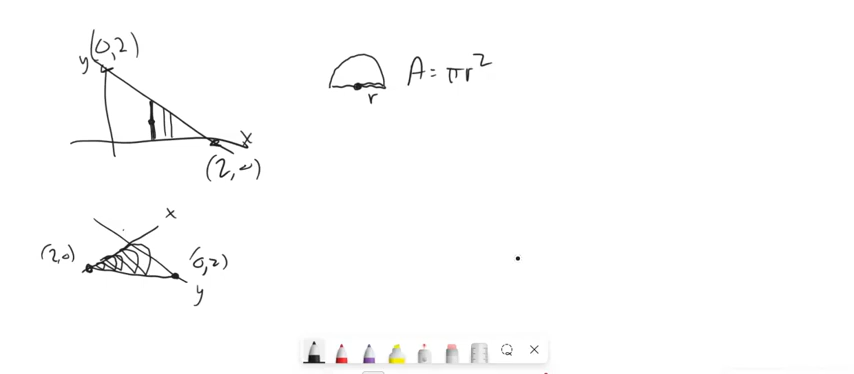 (0,2)
y
x
(2,0)
r
A = πr²
x
(2,0)
(0,2)
y